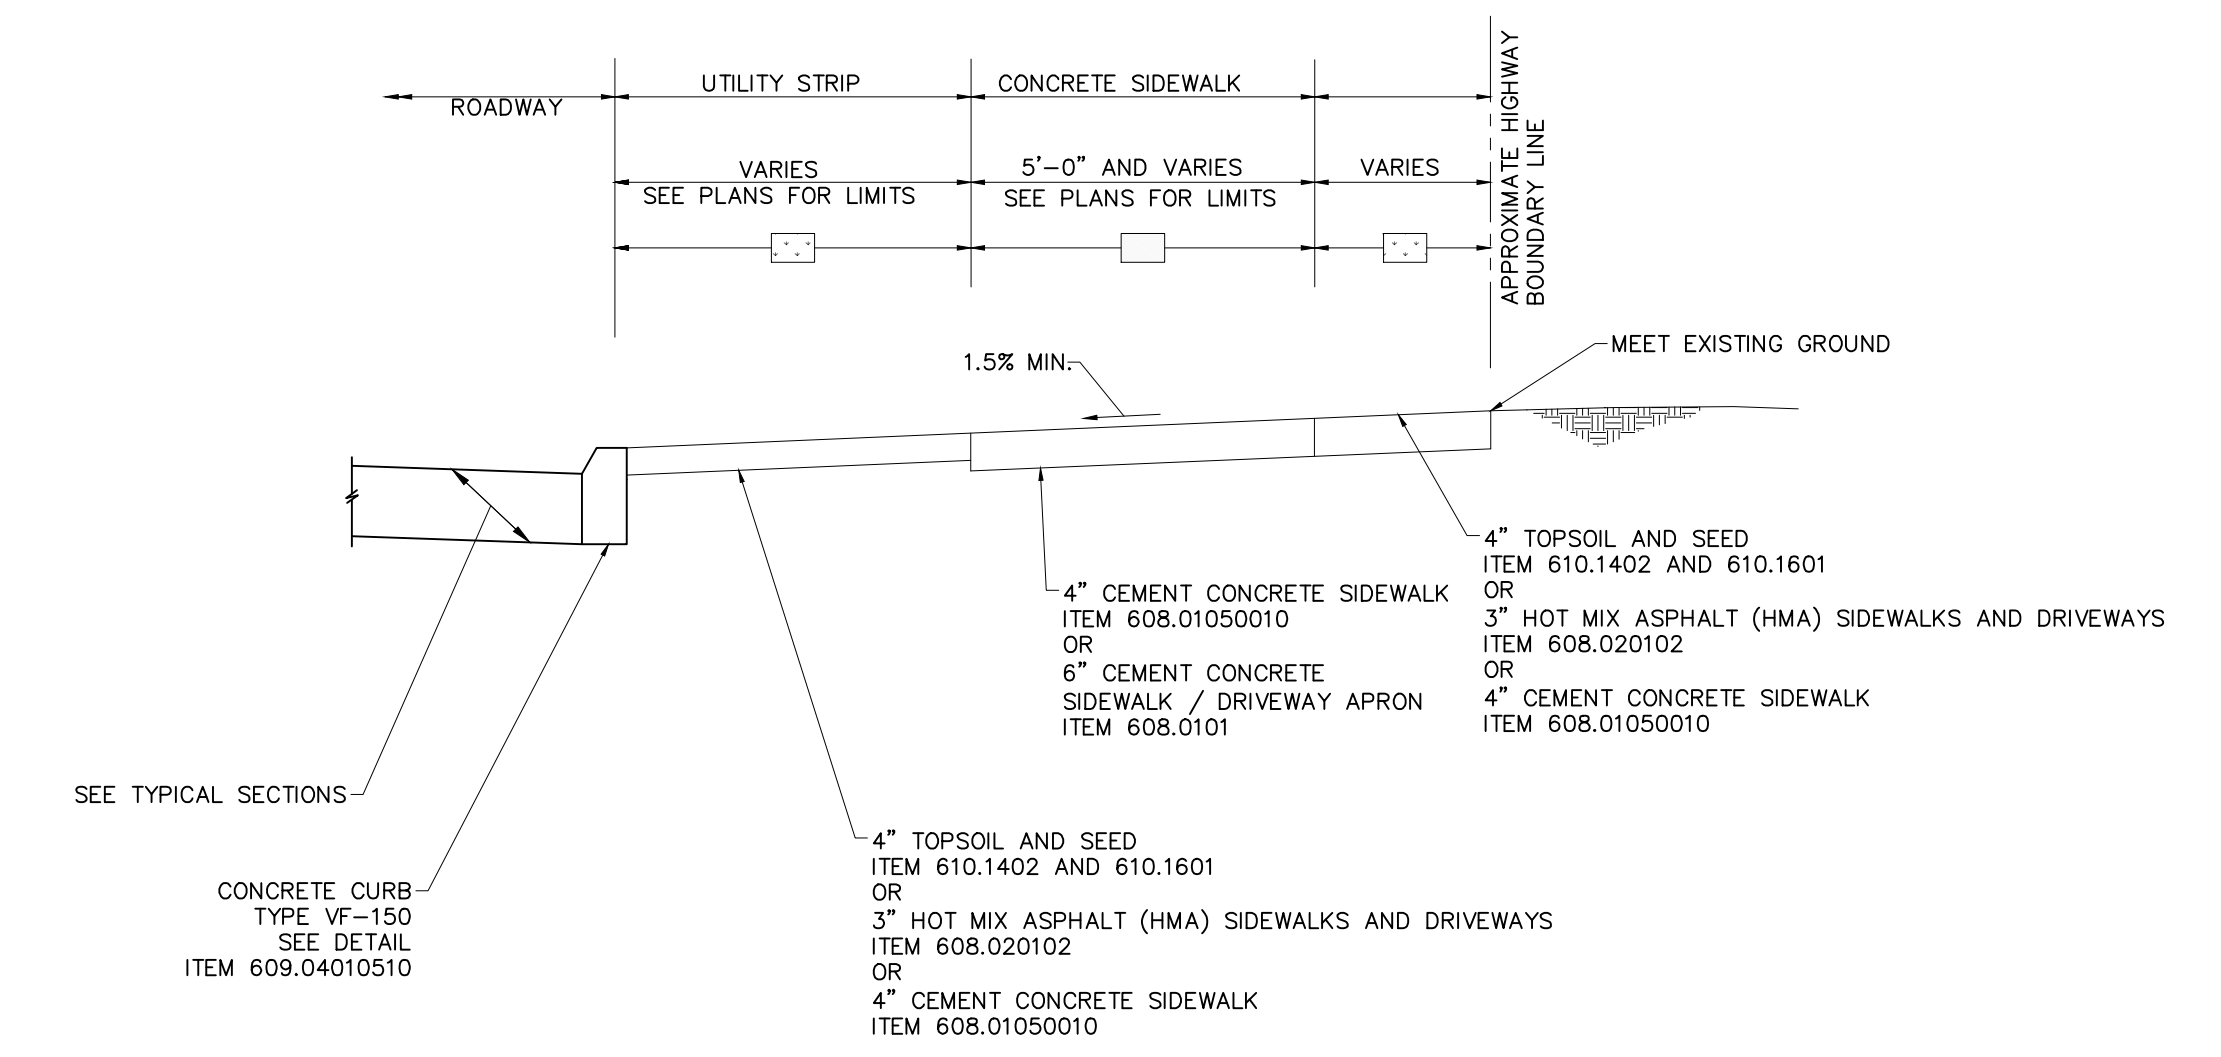 UTILITY STRIP
CONCRETE SIDEWALK
ROADWAY
VARIES
SEE PLANS FOR LIMITS
5'-0" AND VARIES
SEE PLANS FOR LIMITS
VARIES
APPROXIMATE HIGHWAY
BOUNDARY LINE
MEET EXISTING GROUND
1.5% MIN.
4" TOPSOIL AND SEED
ITEM 610.1402 AND 610.1601
OR
3" HOT MIX ASPHALT (HMA) SIDEWALKS AND DRIVEWAYS
ITEM 608.020102
OR
4" CEMENT CONCRETE SIDEWALK
ITEM 608.01050010
4" CEMENT CONCRETE SIDEWALK
ITEM 608.01050010
OR
6" CEMENT CONCRETE
SIDEWALK / DRIVEWAY APRON
ITEM 608.0101
SEE TYPICAL SECTIONS
CONCRETE CURB
TYPE VF-150
SEE DETAIL
ITEM 609.04010510
4" TOPSOIL AND SEED
ITEM 610.1402 AND 610.1601
OR
3" HOT MIX ASPHALT (HMA) SIDEWALKS AND DRIVEWAYS
ITEM 608.020102
OR
4" CEMENT CONCRETE SIDEWALK
ITEM 608.01050010